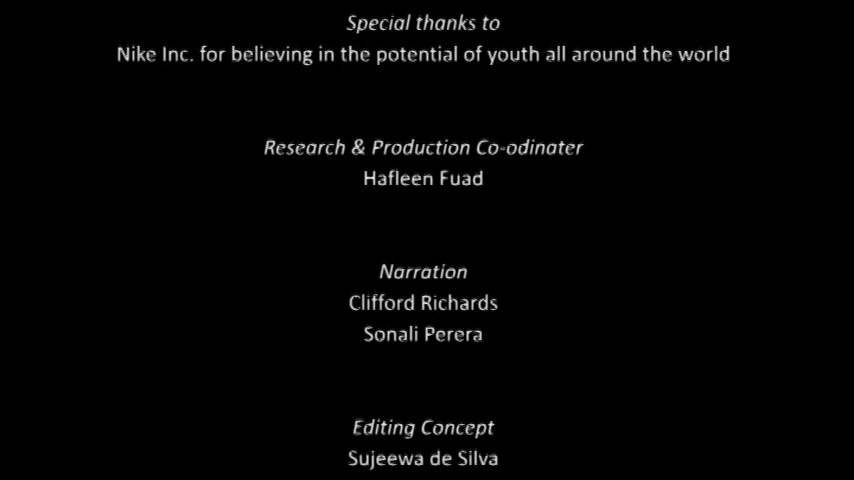 Special thanks to
Nike Inc. for believing in the potential of youth all around the world
Research & Production Co-odinater
Hafleen Fuad
Narration
Clifford Richards
Sonali Perera
Editing Concept
Sujeewa de Silva